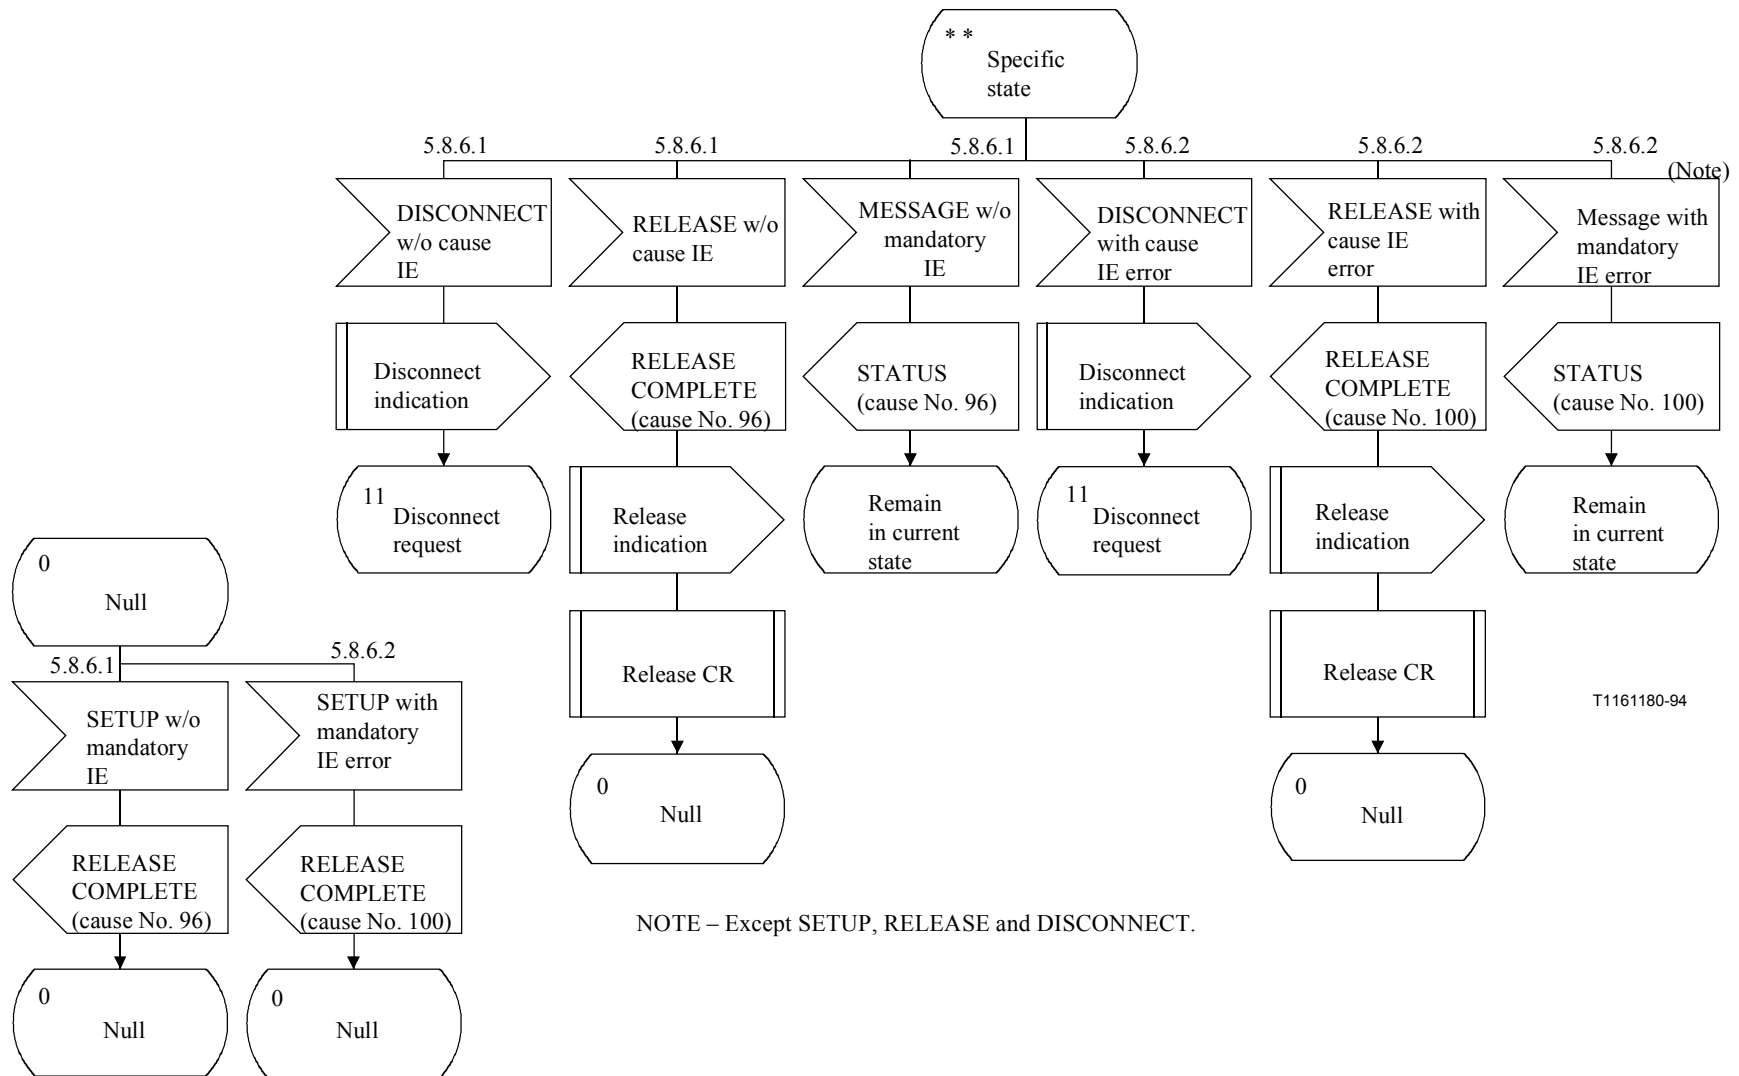 * *
Specific
state
5.8.6.1
5.8.6.1
5.8.6.1
5.8.6.2
5.8.6.2
5.8.6.2
(Note)
DISCONNECT
w/o cause
IE
RELEASE w/o
cause IE
MESSAGE w/o
mandatory
IE
DISCONNECT
with cause
IE error
RELEASE with
cause IE
error
Message with
mandatory
IE error
Disconnect
indication
RELEASE
COMPLETE
(cause No. 96)
STATUS
(cause No. 96)
Disconnect
indication
RELEASE
COMPLETE
(cause No. 100)
STATUS
(cause No. 100)
11
Disconnect
request
Release
indication
Remain
in current
state
11
Disconnect
request
Release
indication
Remain
in current
state
Release CR
Release CR
0
Null
0
Null
T1161180-94
0
Null
5.8.6.1
5.8.6.2
SETUP w/o
mandatory
IE
SETUP with
mandatory
IE error
RELEASE
COMPLETE
(cause No. 96)
RELEASE
COMPLETE
(cause No. 100)
0
Null
0
Null
NOTE – Except SETUP, RELEASE and DISCONNECT.